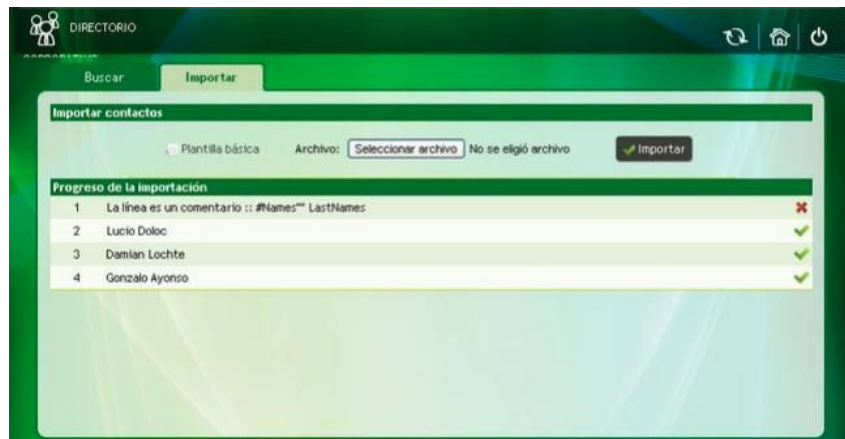 DIRECTORIO
Buscar
Importar
Importar contactos
Plantilla básica Archivo: Seleccionar archivo No se eligió archivo Importar
Progreso de la importación
1 La línea es un comentario :: #Names"" LastNames
2 Lucio Doloc
3 Damian Lochte
4 Gonzalo Ayonso